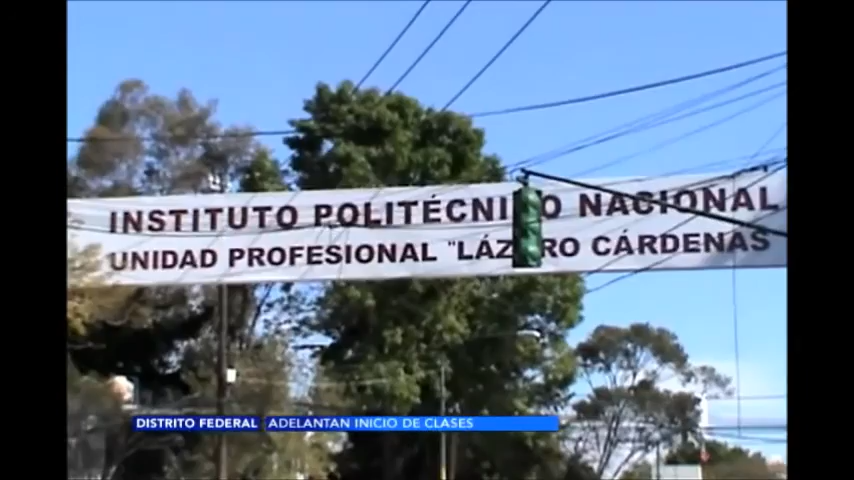 INSTITUTO POLITÉCNICO NACIONAL
UNIDAD PROFESIONAL "LÁZARO CÁRDENAS
DISTRITO FEDERAL ADELANTAN INICIO DE CLASES